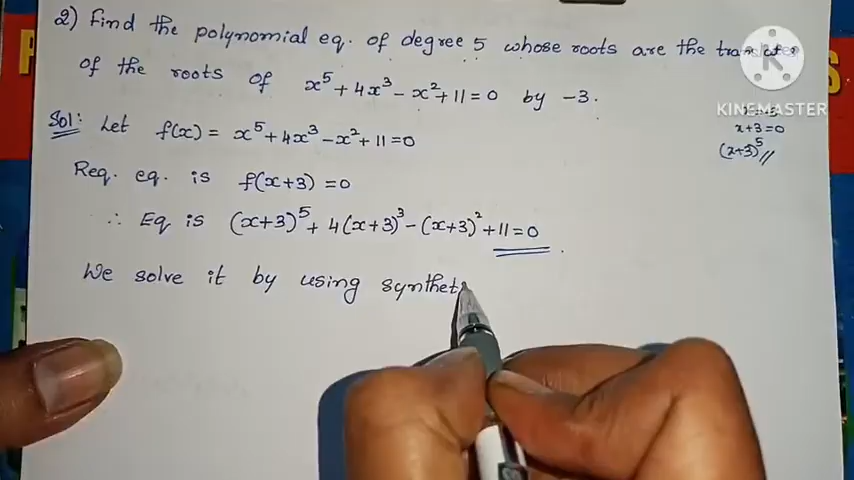 2) Find the polynomial eq. of degree 5 whose roots are the
of the roots of x⁵ + 4x³ - x² + 11 = 0 by -3.
KINEMASTER
x+3=0
(x+3)⁵//
Sol: Let f(x) = x⁵ + 4x³ - x² + 11 = 0
Req. eq. is f(x+3) = 0
∴ Eq is (x+3)⁵ + 4(x+3)³ - (x+3)² + 11 = 0
We solve it by using synthet